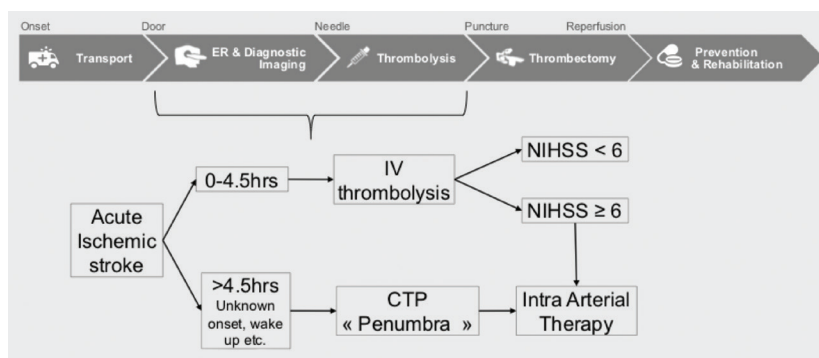 Onset Door Needle Puncture Reperfusion
Transport
ER & Diagnostic
Imaging
Thrombolysis
Thrombectomy
Prevention
& Rehabilitation
0-4.5hrs
IV
thrombolysis
NIHSS < 6
NIHSS ≥ 6
Acute
Ischemic
stroke
>4.5hrs
Unknown
onset, wake
up etc.
CTP
« Penumbra »
Intra Arterial
Therapy